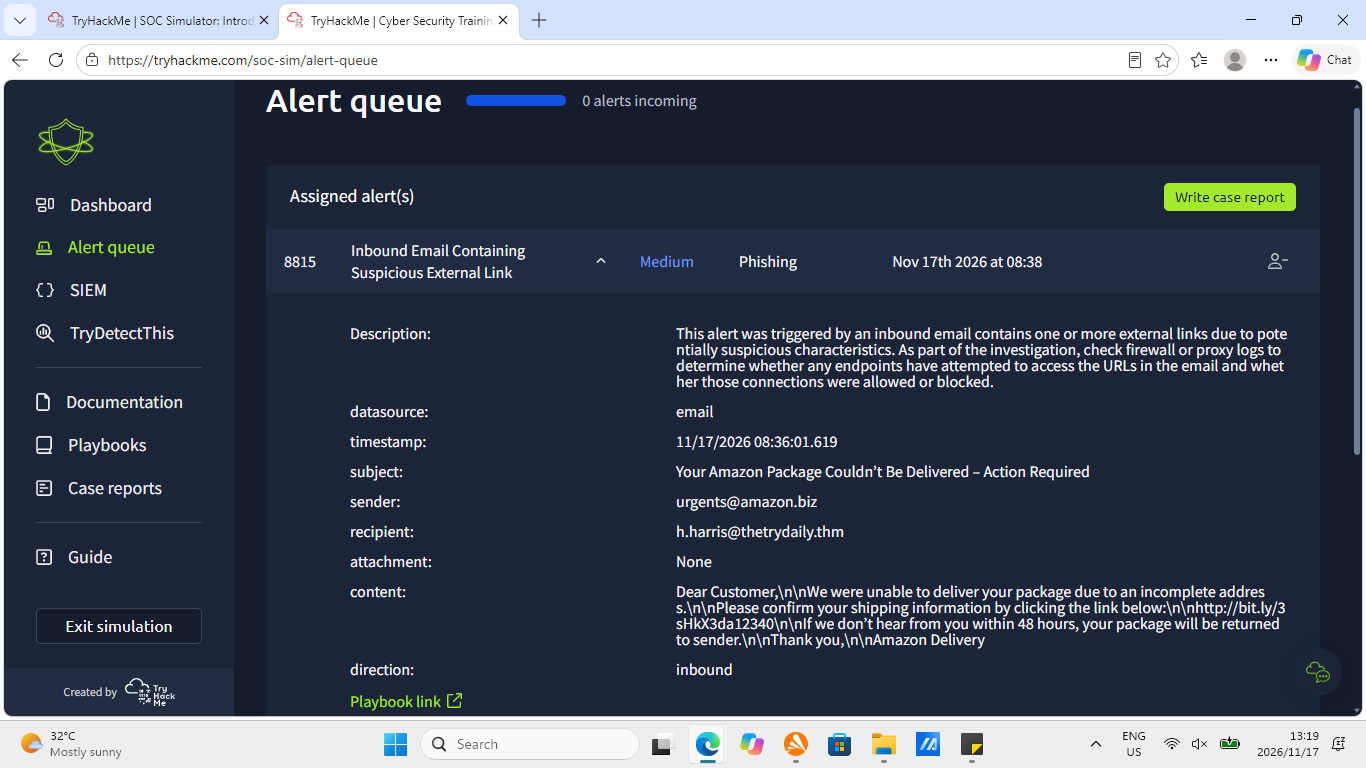 TryHackMe | SOC Simulator: Introd
TryHackMe | Cyber Security Trainin
https://tryhackme.com/soc-sim/alert-queue
Chat
Alert queue
0 alerts incoming
Dashboard
Alert queue
SIEM
TryDetectThis
Documentation
Playbooks
Case reports
Guide
Exit simulation
Created by
Try
Hack
Me
Assigned alert(s)
Write case report
8815
Inbound Email Containing
Suspicious External Link
Medium
Phishing
Nov 17th 2026 at 08:38
Description:
This alert was triggered by an inbound email contains one or more external links due to pote
ntially suspicious characteristics. As part of the investigation, check firewall or proxy logs to
determine whether any endpoints have attempted to access the URLs in the email and whet
her those connections were allowed or blocked.
datasource:
email
timestamp:
11/17/2026 08:36:01.619
subject:
Your Amazon Package Couldn’t Be Delivered – Action Required
sender:
urgents@amazon.biz
recipient:
h.harris@thetrydaily.thm
attachment:
None
content:
Dear Customer,\n\nWe were unable to deliver your package due to an incomplete addres
s.\n\nPlease confirm your shipping information by clicking the link below:\n\nhttp://bit.ly/3
sHkX3da12340\n\nIf we don’t hear from you within 48 hours, your package will be returned
to sender.\n\nThank you,\n\nAmazon Delivery
direction:
inbound
Playbook link
32°C
Mostly sunny
Search
ENG
US
13:19
2026/11/17